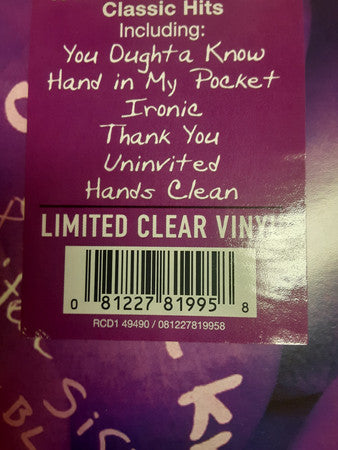 Classic Hits
Including:
You Oughta Know
Hand in My Pocket
Ironic
Thank You
Uninvited
Hands Clean
LIMITED CLEAR VINYL
0 81227 81995 8
RCD1 49490 / 081227819958